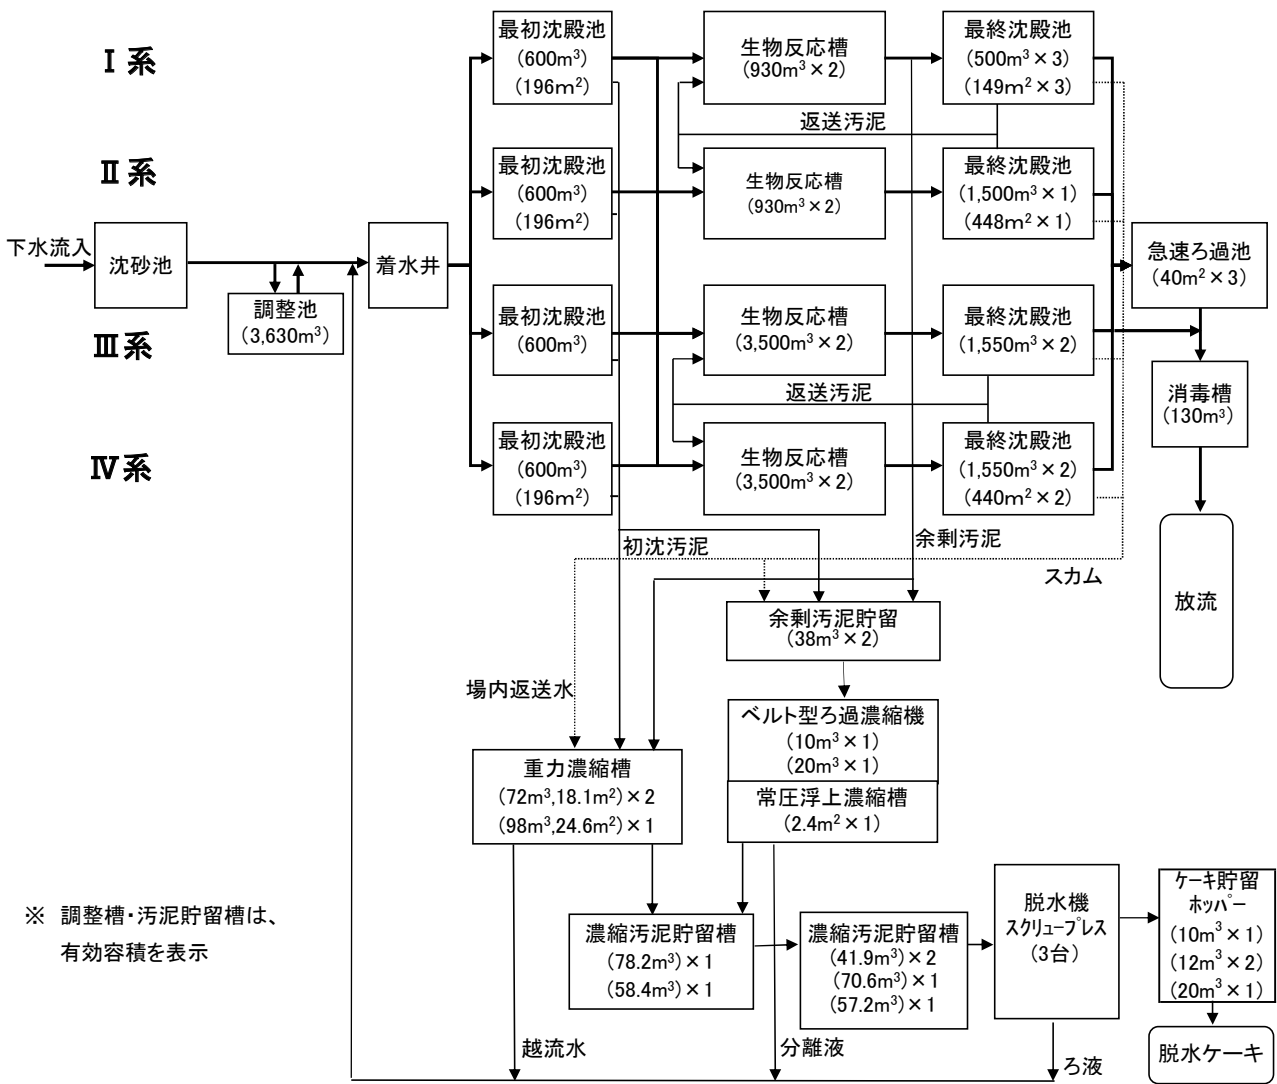 Ⅰ系
最初沈殿池
(600m³)
(196m²)
生物反応槽
(930m³×2)
最終沈殿池
(500m³×3)
(149m²×3)
返送汚泥
Ⅱ系
最初沈殿池
(600m³)
(196m²)
生物反応槽
(930m³×2)
最終沈殿池
(1,500m³×1)
(448m²×1)
下水流入
沈砂池
調整池
(3,630m³)
着水井
急速ろ過池
(40m²×3)
Ⅲ系
最初沈殿池
(600m³)
生物反応槽
(3,500m³×2)
最終沈殿池
(1,550m³×2)
返送汚泥
消毒槽
(130m³)
Ⅳ系
最初沈殿池
(600m³)
(196m²)
生物反応槽
(3,500m³×2)
最終沈殿池
(1,550m³×2)
(440m²×2)
初沈汚泥
余剰汚泥
スカム
放流
余剰汚泥貯留
(38m³×2)
場内返送水
ベルト型ろ過濃縮機
(10m³×1)
(20m³×1)
常圧浮上濃縮槽
(2.4m²×1)
重力濃縮槽
(72m³,18.1m²)×2
(98m³,24.6m²)×1
※ 調整槽・汚泥貯留槽は、
有効容積を表示
濃縮汚泥貯留槽
(78.2m³)×1
(58.4m³)×1
濃縮汚泥貯留槽
(41.9m³)×2
(70.6m³)×1
(57.2m³)×1
脱水機
スクリュープレス
(3台)
ケーキ貯留
ホッパー
(10m³×1)
(12m³×2)
(20m³×1)
越流水
分離液
ろ液
脱水ケーキ